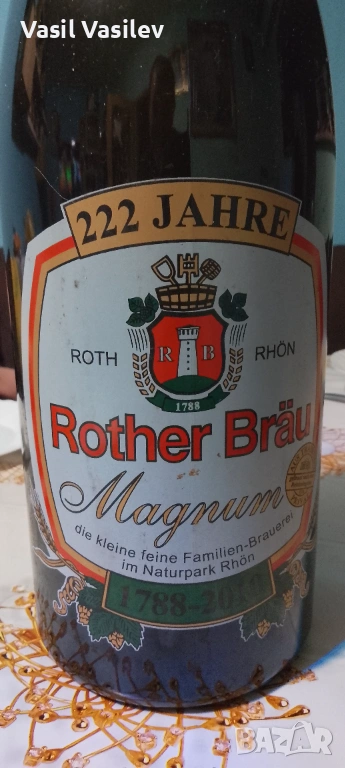 Vasil Vasilev
222 JAHRE
ROTH RHÖN
R B
1788
Rother Bräu
Magnum
die kleine feine Familien-Brauerei
im Naturpark Rhön
1788-2010
BAZAR